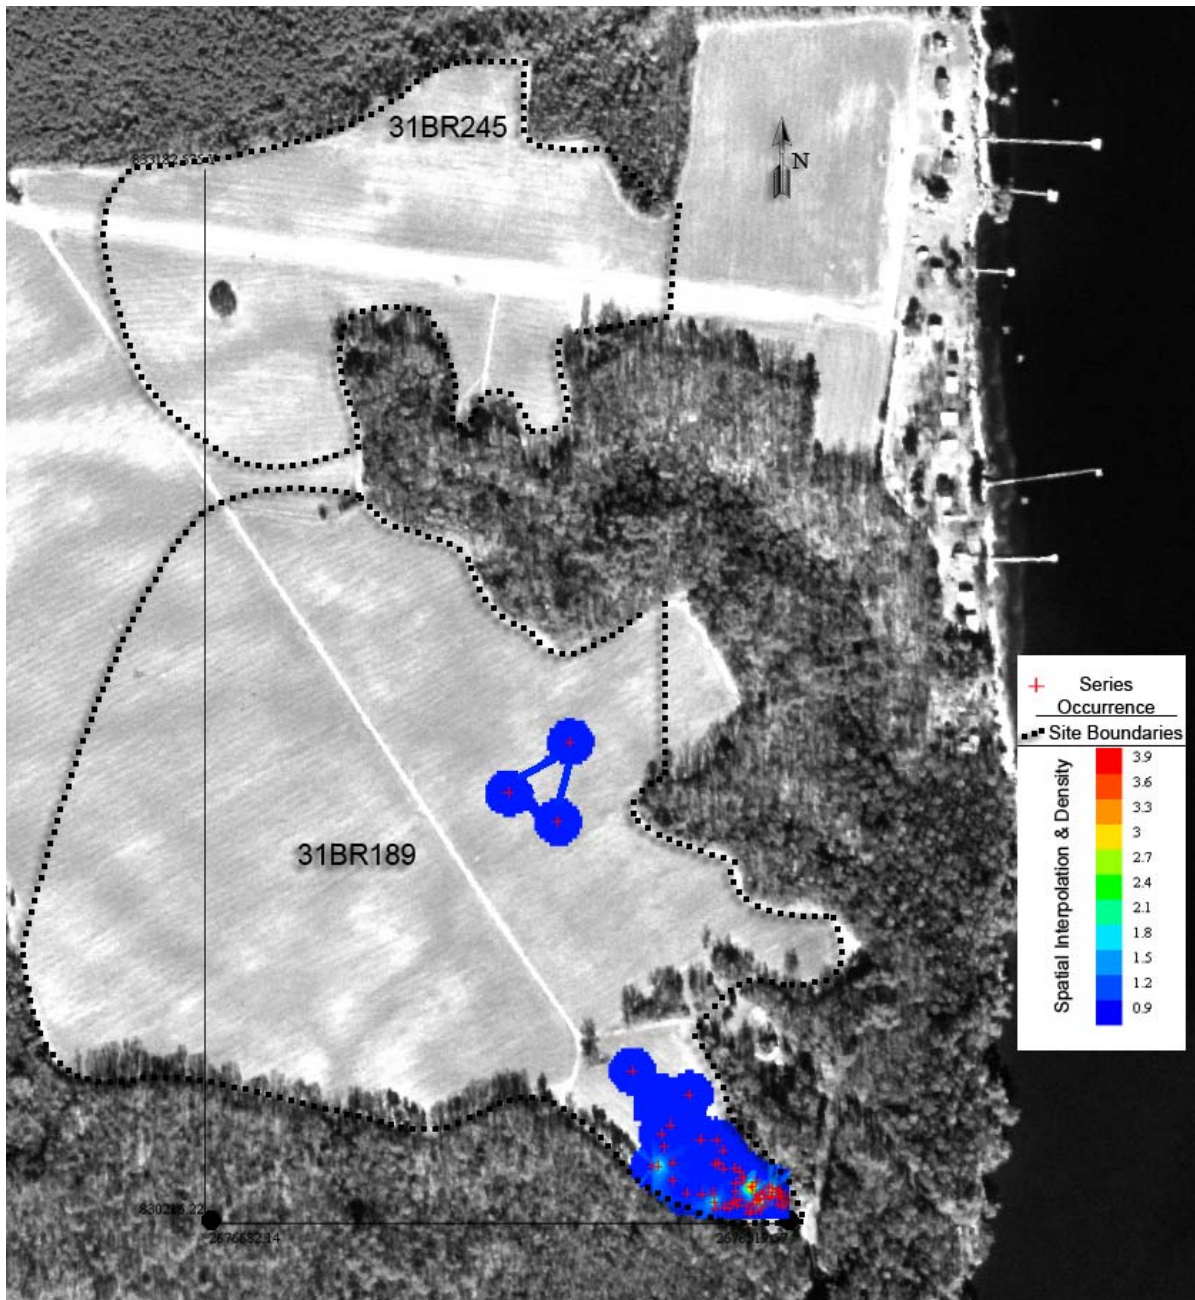 31BR245
N
Series
Occurrence
Site Boundaries
Spatial Interpolation & Density
3.9
3.6
3.3
3
2.7
2.4
2.1
1.8
1.5
1.2
0.9
31BR189